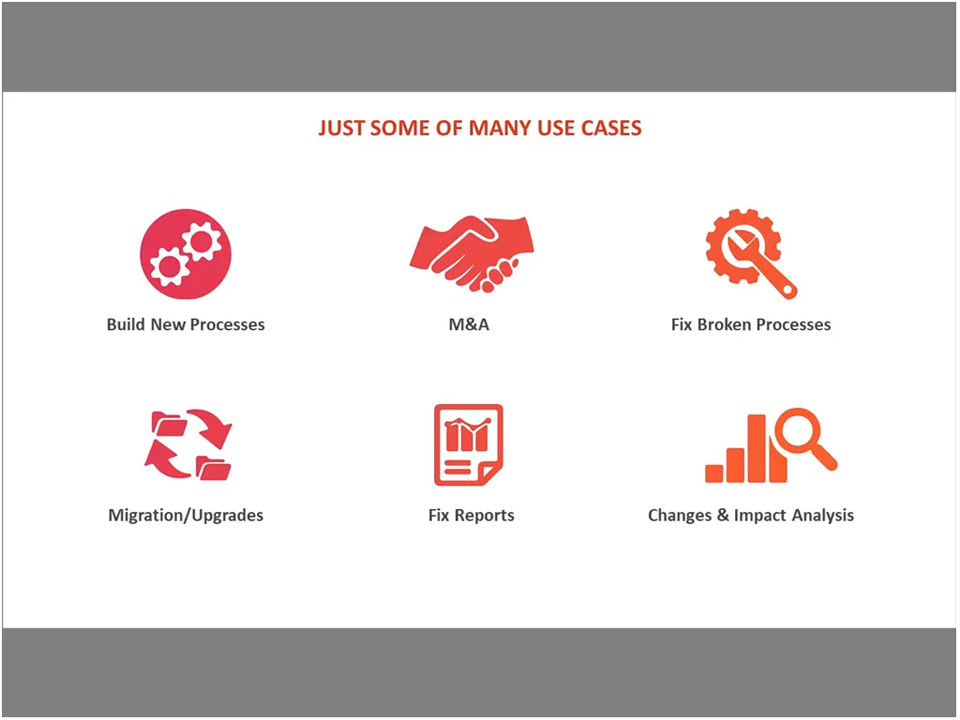 JUST SOME OF MANY USE CASES
Build New Processes
M&A
Fix Broken Processes
Migration/Upgrades
Fix Reports
Changes & Impact Analysis